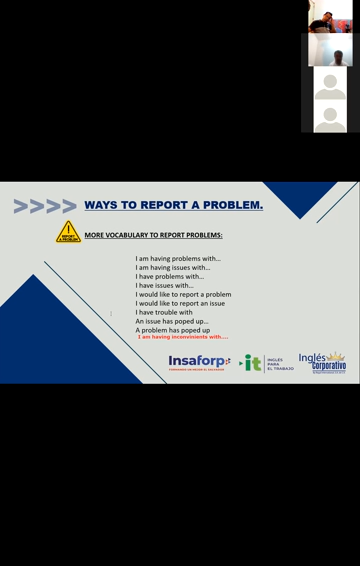 >>>> WAYS TO REPORT A PROBLEM.
REPORT
A PROBLEM
MORE VOCABULARY TO REPORT PROBLEMS:
I am having problems with...
I am having issues with...
I have problems with...
I have issues with...
I would like to report a problem
I would like to report an issue
I have trouble with
An issue has poped up...
A problem has poped up
I am having inconvinients with....
Insaforp
it
INGLÉS
PARA
EL TRABAJO
Inglés
Corporativo